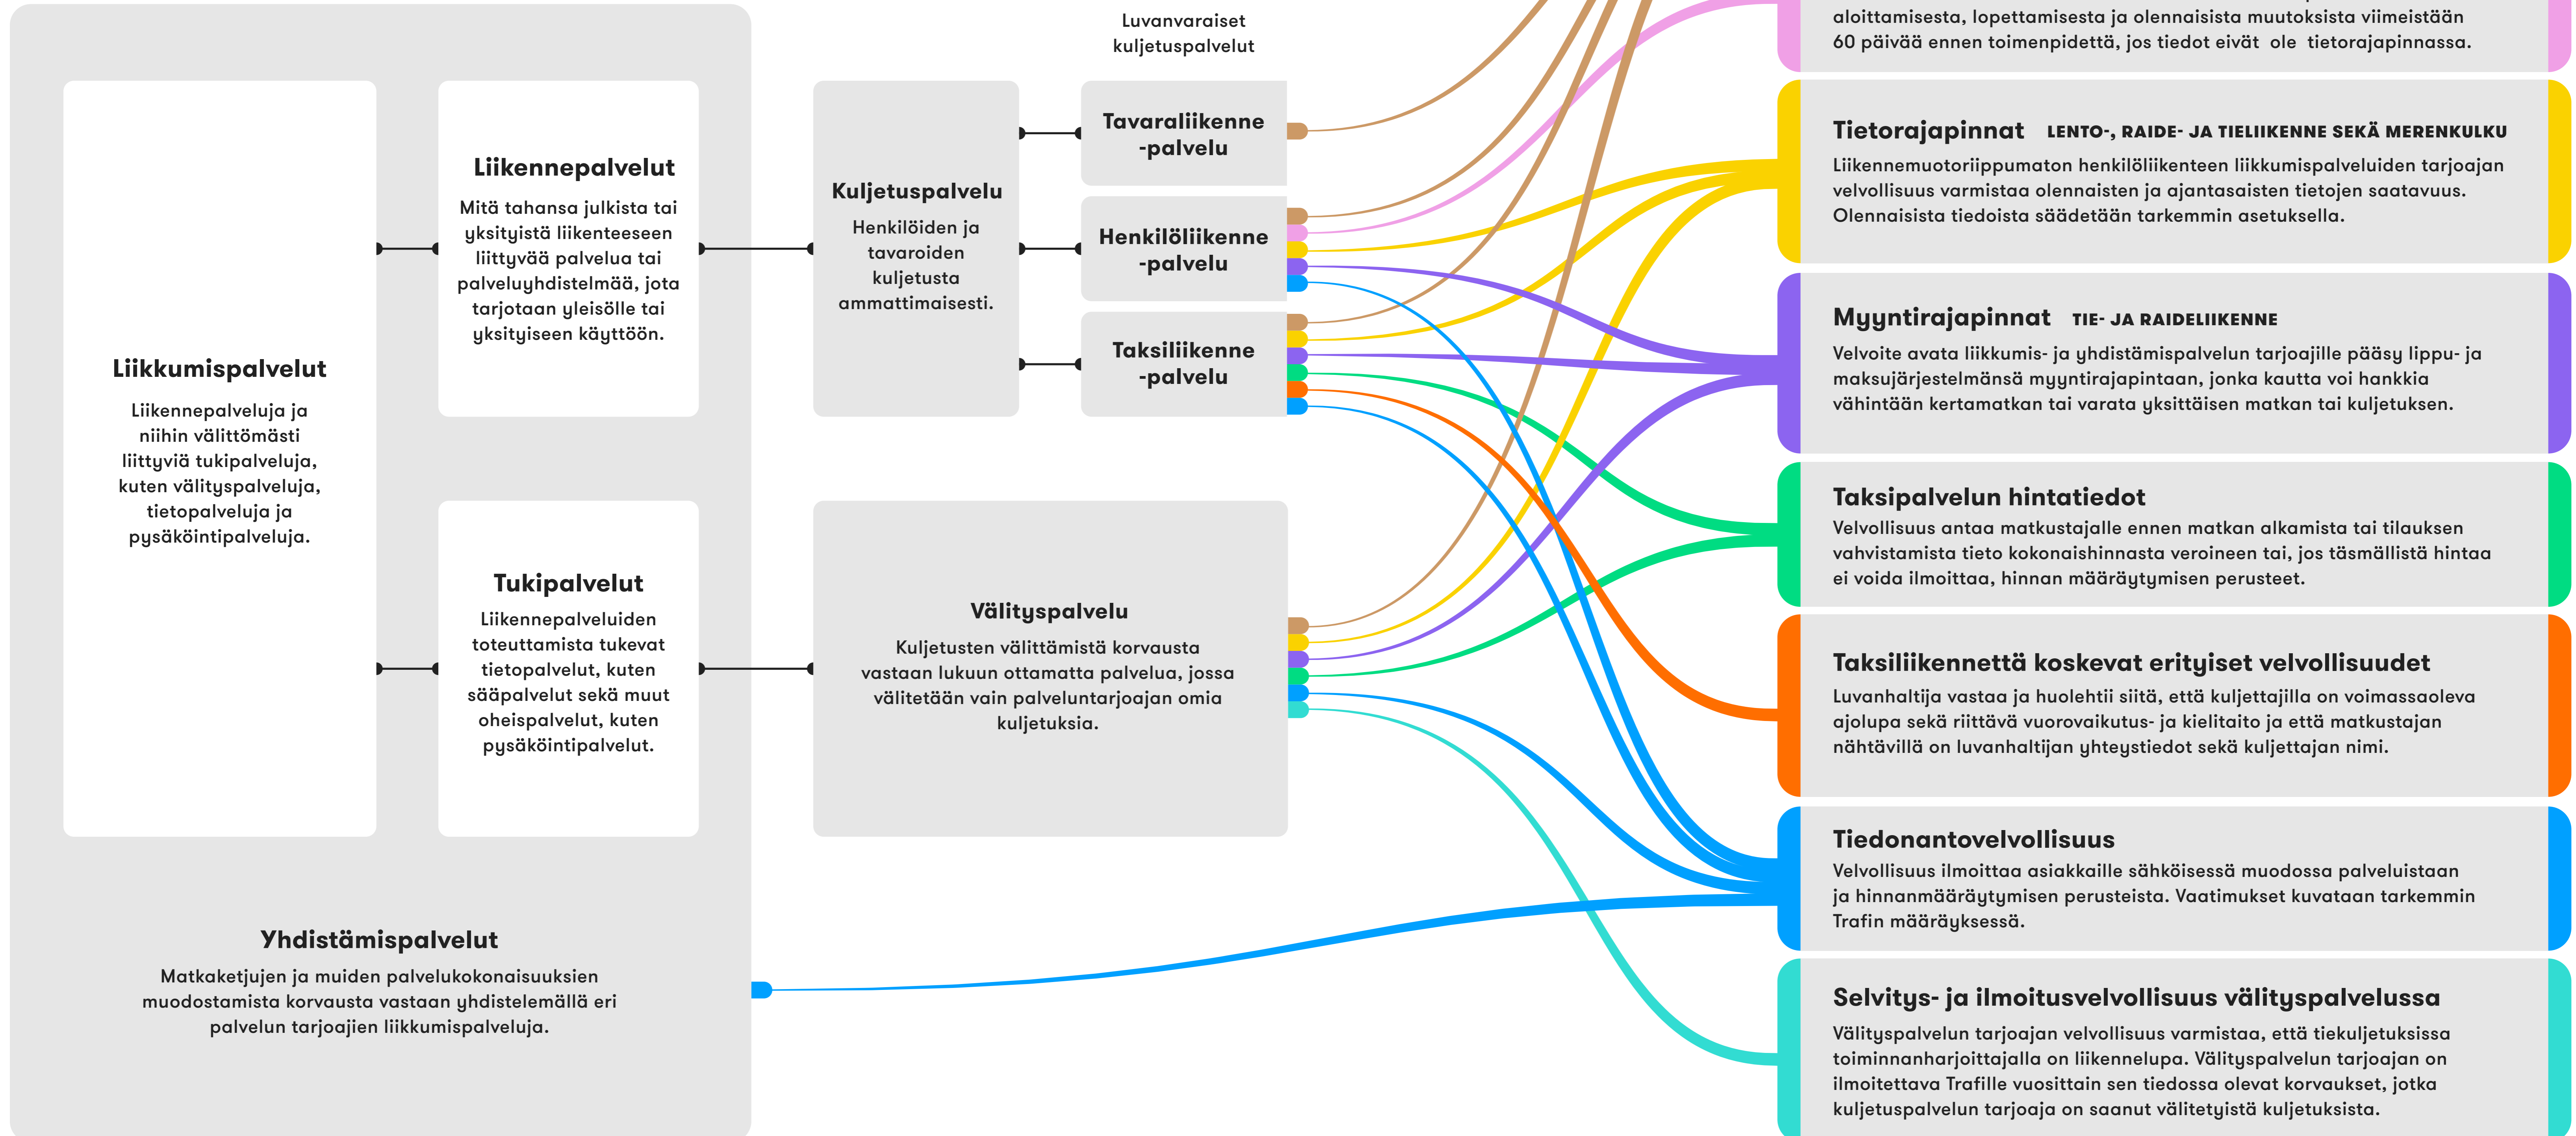 Liikkumispalvelut
Liikennepalveluja ja
niihin välittömästi
liittyviä tukipalveluja,
kuten välityspalveluja,
tietopalveluja ja
pysäköintipalveluja.
Liikennepalvelut
Mitä tahansa julkista tai
yksityistä liikenteeseen
liittyvää palvelua tai
palveluyhdistelmää, jota
tarjotaan yleisölle tai
yksityiseen käyttöön.
Tukipalvelut
Liikennepalveluiden
toteuttamista tukevat
tietopalvelut, kuten
sääpalvelut sekä muut
oheispalvelut, kuten
pysäköintipalvelut.
Yhdistämispalvelut
Matkaketjujen ja muiden palvelukokonaisuuksien
muodostamista korvausta vastaan yhdistelemällä eri
palvelun tarjoajien liikkumispalveluja.
Kuljetuspalvelu
Henkilöiden ja
tavaroiden
kuljetusta
ammattimaisesti.
Luvanvaraiset
kuljetuspalvelut
Tavaraliikenne
-palvelu
Henkilöliikenne
-palvelu
Taksiliikenne
-palvelu
Välityspalvelu
Kuljetusten välittämistä korvausta
vastaan lukuun ottamatta palvelua, jossa
välitetään vain palveluntarjoajan omia
kuljetuksia.
aloittamisesta, lopettamisesta ja olennaisista muutoksista viimeistään
60 päivää ennen toimenpidettä, jos tiedot eivät ole tietorajapinnassa.
Tietorajapinnat LENTO-, RAIDE- JA TIELIIKENNE SEKÄ MERENKULKU
Liikennemuotoriippumaton henkilöliikenteen liikkumispalveluiden tarjoajan
velvollisuus varmistaa olennaisten ja ajantasaisten tietojen saatavuus.
Olennaisista tiedoista säädetään tarkemmin asetuksella.
Myyntirajapinnat TIE- JA RAIDELIIKENNE
Velvoite avata liikkumis- ja yhdistämispalvelun tarjoajille pääsy lippu- ja
maksujärjestelmänsä myyntirajapintaan, jonka kautta voi hankkia
vähintään kertamatkan tai varata yksittäisen matkan tai kuljetuksen.
Taksipalvelun hintatiedot
Velvollisuus antaa matkustajalle ennen matkan alkamista tai tilauksen
vahvistamista tieto kokonaishinnasta veroineen tai, jos täsmällistä hintaa
ei voida ilmoittaa, hinnan määräytymisen perusteet.
Taksiliikennettä koskevat erityiset velvollisuudet
Luvanhaltija vastaa ja huolehtii siitä, että kuljettajilla on voimassaoleva
ajolupa sekä riittävä vuorovaikutus- ja kielitaito ja että matkustajan
nähtävillä on luvanhaltijan yhteystiedot sekä kuljettajan nimi.
Tiedonantovelvollisuus
Velvollisuus ilmoittaa asiakkaille sähköisessä muodossa palveluistaan
ja hinnanmääräytymisen perusteista. Vaatimukset kuvataan tarkemmin
Trafin määräyksessä.
Selvitys- ja ilmoitusvelvollisuus välityspalvelussa
Välityspalvelun tarjoajan velvollisuus varmistaa, että tiekuljetuksissa
toiminnanharjoittajalla on liikennelupa. Välityspalvelun tarjoajan on
ilmoitettava Trafille vuosittain sen tiedossa olevat korvaukset, jotka
kuljetuspalvelun tarjoaja on saanut välitetyistä kuljetuksista.